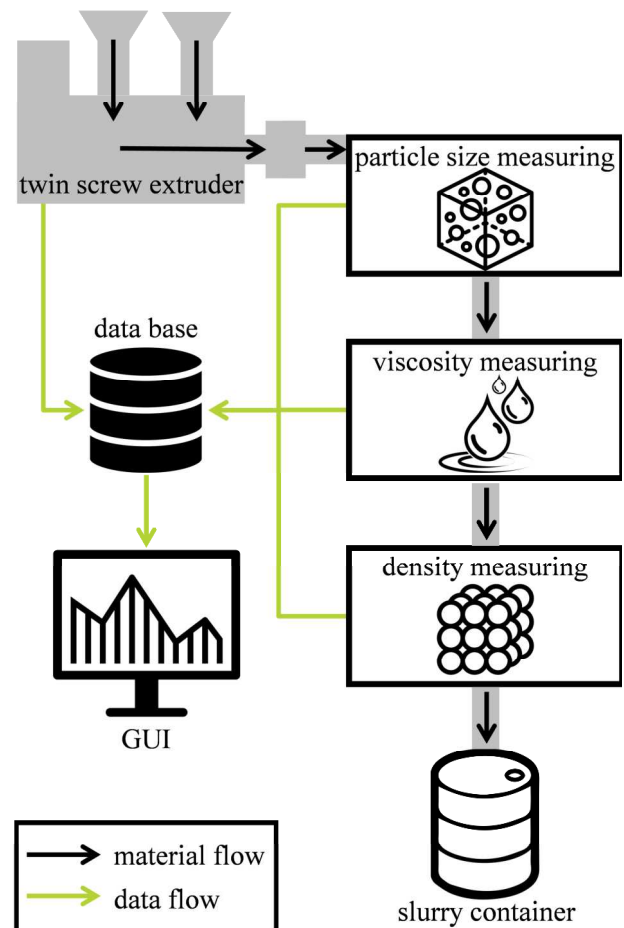 particle size measuring
twin screw extruder
data base
viscosity measuring
density measuring
GUI
material flow
data flow
slurry container